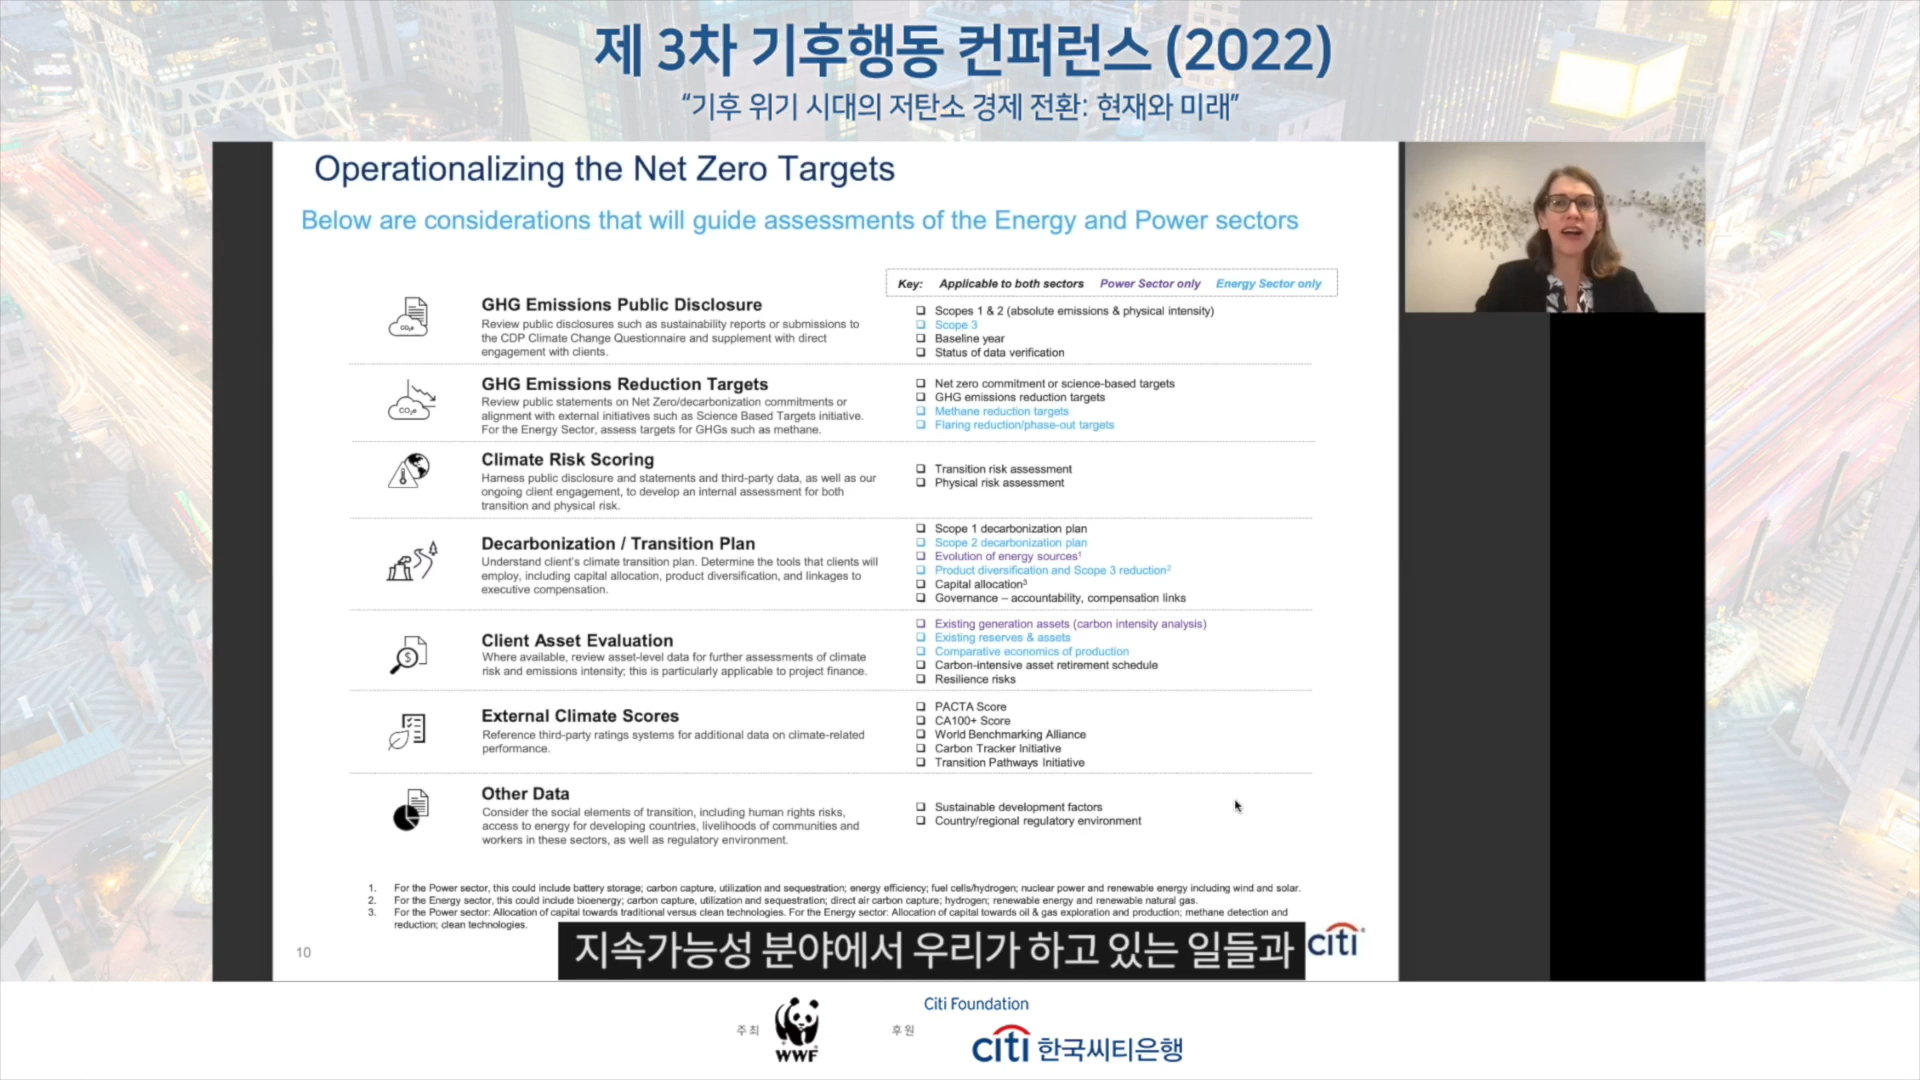 제 3차 기후행동 컨퍼런스 (2022)
“기후 위기 시대의 저탄소 경제 전환: 현재와 미래”
Operationalizing the Net Zero Targets
Below are considerations that will guide assessments of the Energy and Power sectors
Key: Applicable to both sectors Power Sector only Energy Sector only
GHG Emissions Public Disclosure
Review public disclosures such as sustainability reports or submissions to
the CDP Climate Change Questionnaire and supplement with direct
engagement with clients.
Scopes 1 & 2 (absolute emissions & physical intensity)
Scope 3
Baseline year
Status of data verification
GHG Emissions Reduction Targets
Review public statements on Net Zero/decarbonization commitments or
alignment with external initiatives such as Science Based Targets initiative.
For the Energy Sector, assess targets for GHGs such as methane.
Net zero commitment or science-based targets
GHG emissions reduction targets
Methane reduction targets
Flaring reduction/phase-out targets
Climate Risk Scoring
Harness public disclosure and statements and third-party data, as well as our
ongoing client engagement, to develop an internal assessment for both
transition and physical risk.
Transition risk assessment
Physical risk assessment
Decarbonization / Transition Plan
Understand client's climate transition plan. Determine the tools that clients will
employ, including capital allocation, product diversification, and linkages to
executive compensation.
Scope 1 decarbonization plan
Scope 2 decarbonization plan
Evolution of energy sources¹
Product diversification and Scope 3 reduction²
Capital allocation³
Governance – accountability, compensation links
Client Asset Evaluation
Where available, review asset-level data for further assessments of climate
risk and emissions intensity; this is particularly applicable to project finance.
Existing generation assets (carbon intensity analysis)
Existing reserves & assets
Comparative economics of production
Carbon-intensive asset retirement schedule
Resilience risks
External Climate Scores
Reference third-party ratings systems for additional data on climate-related
performance.
PACTA Score
CA100+ Score
World Benchmarking Alliance
Carbon Tracker Initiative
Transition Pathways Initiative
Other Data
Consider the social elements of transition, including human rights risks,
access to energy for developing countries, livelihoods of communities and
workers in these sectors, as well as regulatory environment.
Sustainable development factors
Country/regional regulatory environment
1. For the Power sector, this could include battery storage; carbon capture, utilization and sequestration; energy efficiency; fuel cells/hydrogen; nuclear power and renewable energy including wind and solar.
2. For the Energy sector, this could include bioenergy; carbon capture, utilization and sequestration; direct air carbon capture; hydrogen; renewable energy and renewable natural gas.
3. For the Power sector: Allocation of capital towards traditional versus clean technologies. For the Energy sector: Allocation of capital towards oil & gas exploration and production; methane detection and
reduction; clean technologies.
10
지속가능성 분야에서 우리가 하고 있는 일들과
citi
주최
WWF
후원
Citi Foundation
citi 한국씨티은행